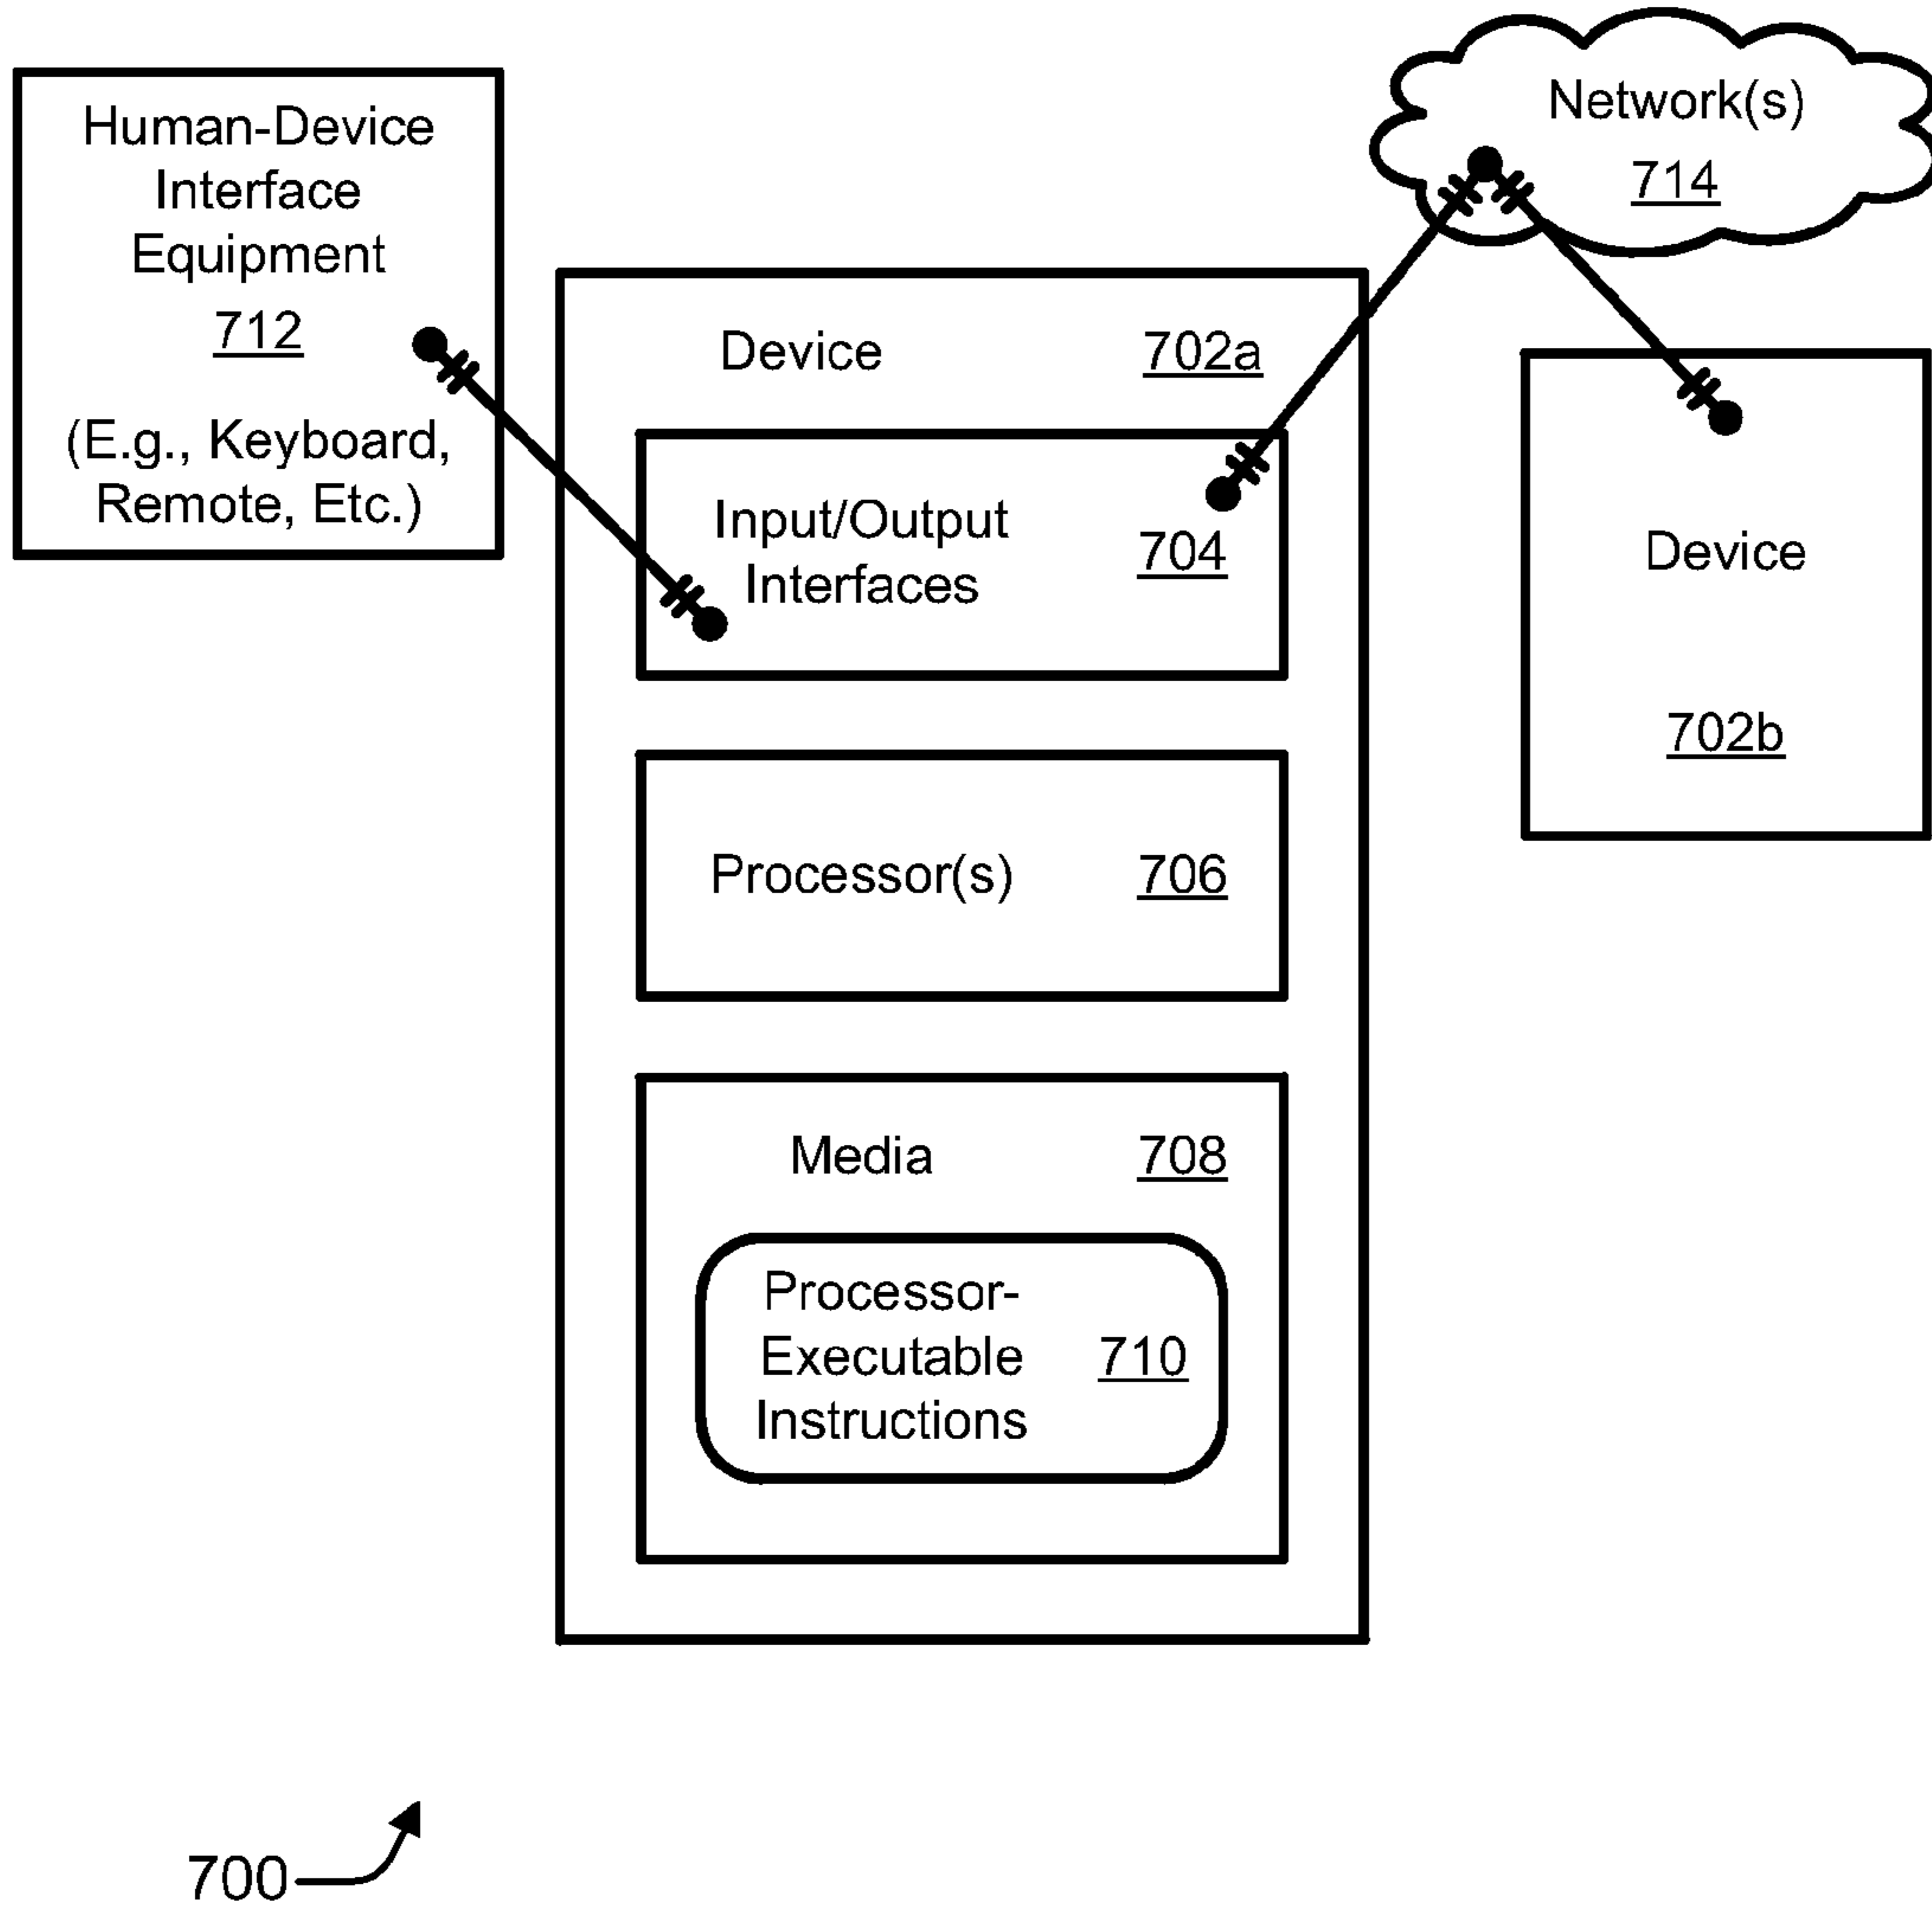 Human-Device
Interface
Equipment
712
(E.g., Keyboard,
Remote, Etc.)
Network(s)
714
Device 702a
Input/Output
Interfaces
704
Device
702b
Processor(s) 706
Media 708
Processor-
Executable
Instructions
710
700